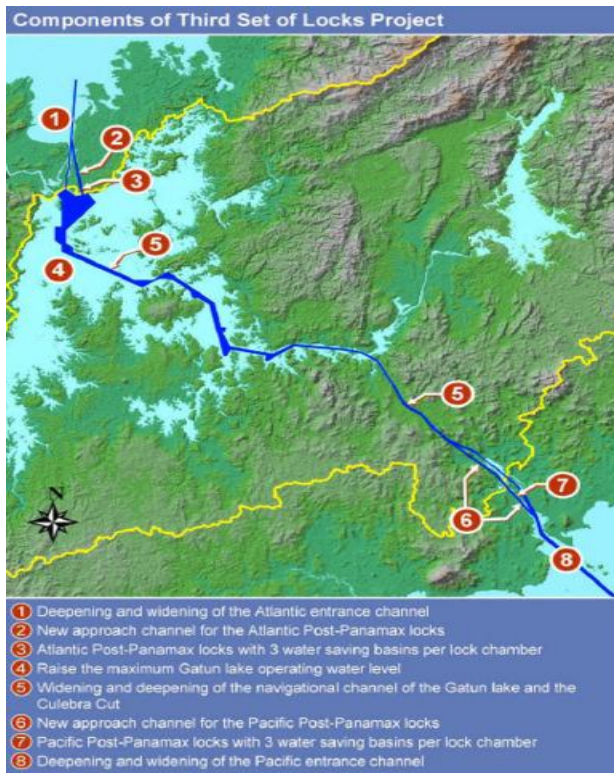 Components of Third Set of Locks Project
1
2
3
4
5
5
7
6
8
N
1 Deepening and widening of the Atlantic entrance channel
2 New approach channel for the Atlantic Post-Panamax locks
3 Atlantic Post-Panamax locks with 3 water saving basins per lock chamber
4 Raise the maximum Gatun lake operating water level
5 Widening and deepening of the navigational channel of the Gatun lake and the
Culebra Cut
6 New approach channel for the Pacific Post-Panamax locks
7 Pacific Post-Panamax locks with 3 water saving basins per lock chamber
8 Deepening and widening of the Pacific entrance channel